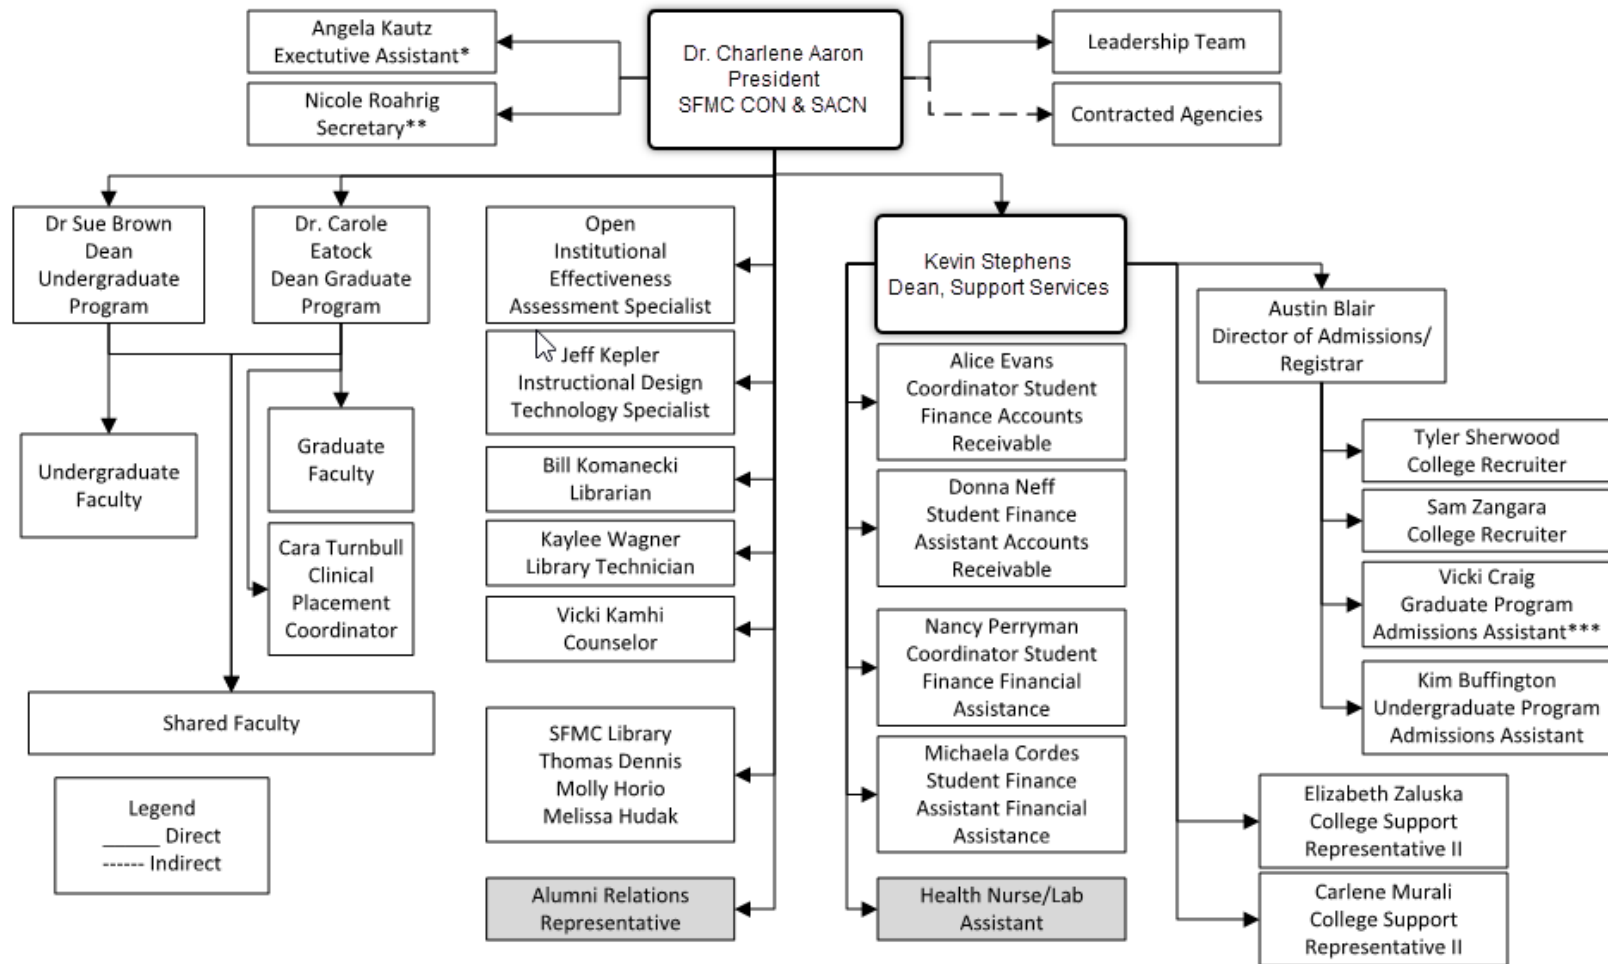 Angela Kautz
Exectutive Assistant*
Nicole Roahrig
Secretary**
Dr. Charlene Aaron
President
SFMC CON & SACN
Leadership Team
Contracted Agencies
Dr Sue Brown
Dean
Undergraduate
Program
Dr. Carole
Eatock
Dean Graduate
Program
Undergraduate
Faculty
Graduate
Faculty
Cara Turnbull
Clinical
Placement
Coordinator
Shared Faculty
Legend
______ Direct
------ Indirect
Open
Institutional
Effectiveness
Assessment Specialist
Jeff Kepler
Instructional Design
Technology Specialist
Bill Komanecki
Librarian
Kaylee Wagner
Library Technician
Vicki Kamhi
Counselor
SFMC Library
Thomas Dennis
Molly Horio
Melissa Hudak
Alumni Relations
Representative
Kevin Stephens
Dean, Support Services
Alice Evans
Coordinator Student
Finance Accounts
Receivable
Donna Neff
Student Finance
Assistant Accounts
Receivable
Nancy Perryman
Coordinator Student
Finance Financial
Assistance
Michaela Cordes
Student Finance
Assistant Financial
Assistance
Health Nurse/Lab
Assistant
Austin Blair
Director of Admissions/
Registrar
Tyler Sherwood
College Recruiter
Sam Zangara
College Recruiter
Vicki Craig
Graduate Program
Admissions Assistant***
Kim Buffington
Undergraduate Program
Admissions Assistant
Elizabeth Zaluska
College Support
Representative II
Carlene Murali
College Support
Representative II